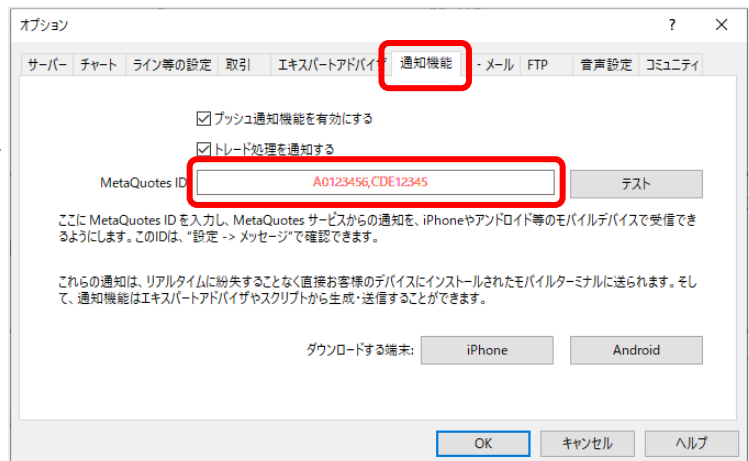 オプション
サーバー チャート ライン等の設定 取引 エキスパートアドバイザ 通知機能 - メール FTP 音声設定 コミュニティ
プッシュ通知機能を有効にする
トレード処理を通知する
MetaQuotes ID A0123456,CDE12345 テスト
ここに MetaQuotes ID を入力し、MetaQuotes サービスからの通知を、iPhoneやアンドロイド等のモバイルデバイスで受信でき
るようにします。このIDは、"設定 -> メッセージ"で確認できます。
これらの通知は、リアルタイムに紛失することなく直接お客様のデバイスにインストールされたモバイルターミナルに送られます。そし
て、通知機能はエキスパートアドバイザやスクリプトから生成・送信することができます。
ダウンロードする端末: iPhone Android
OK キャンセル ヘルプ